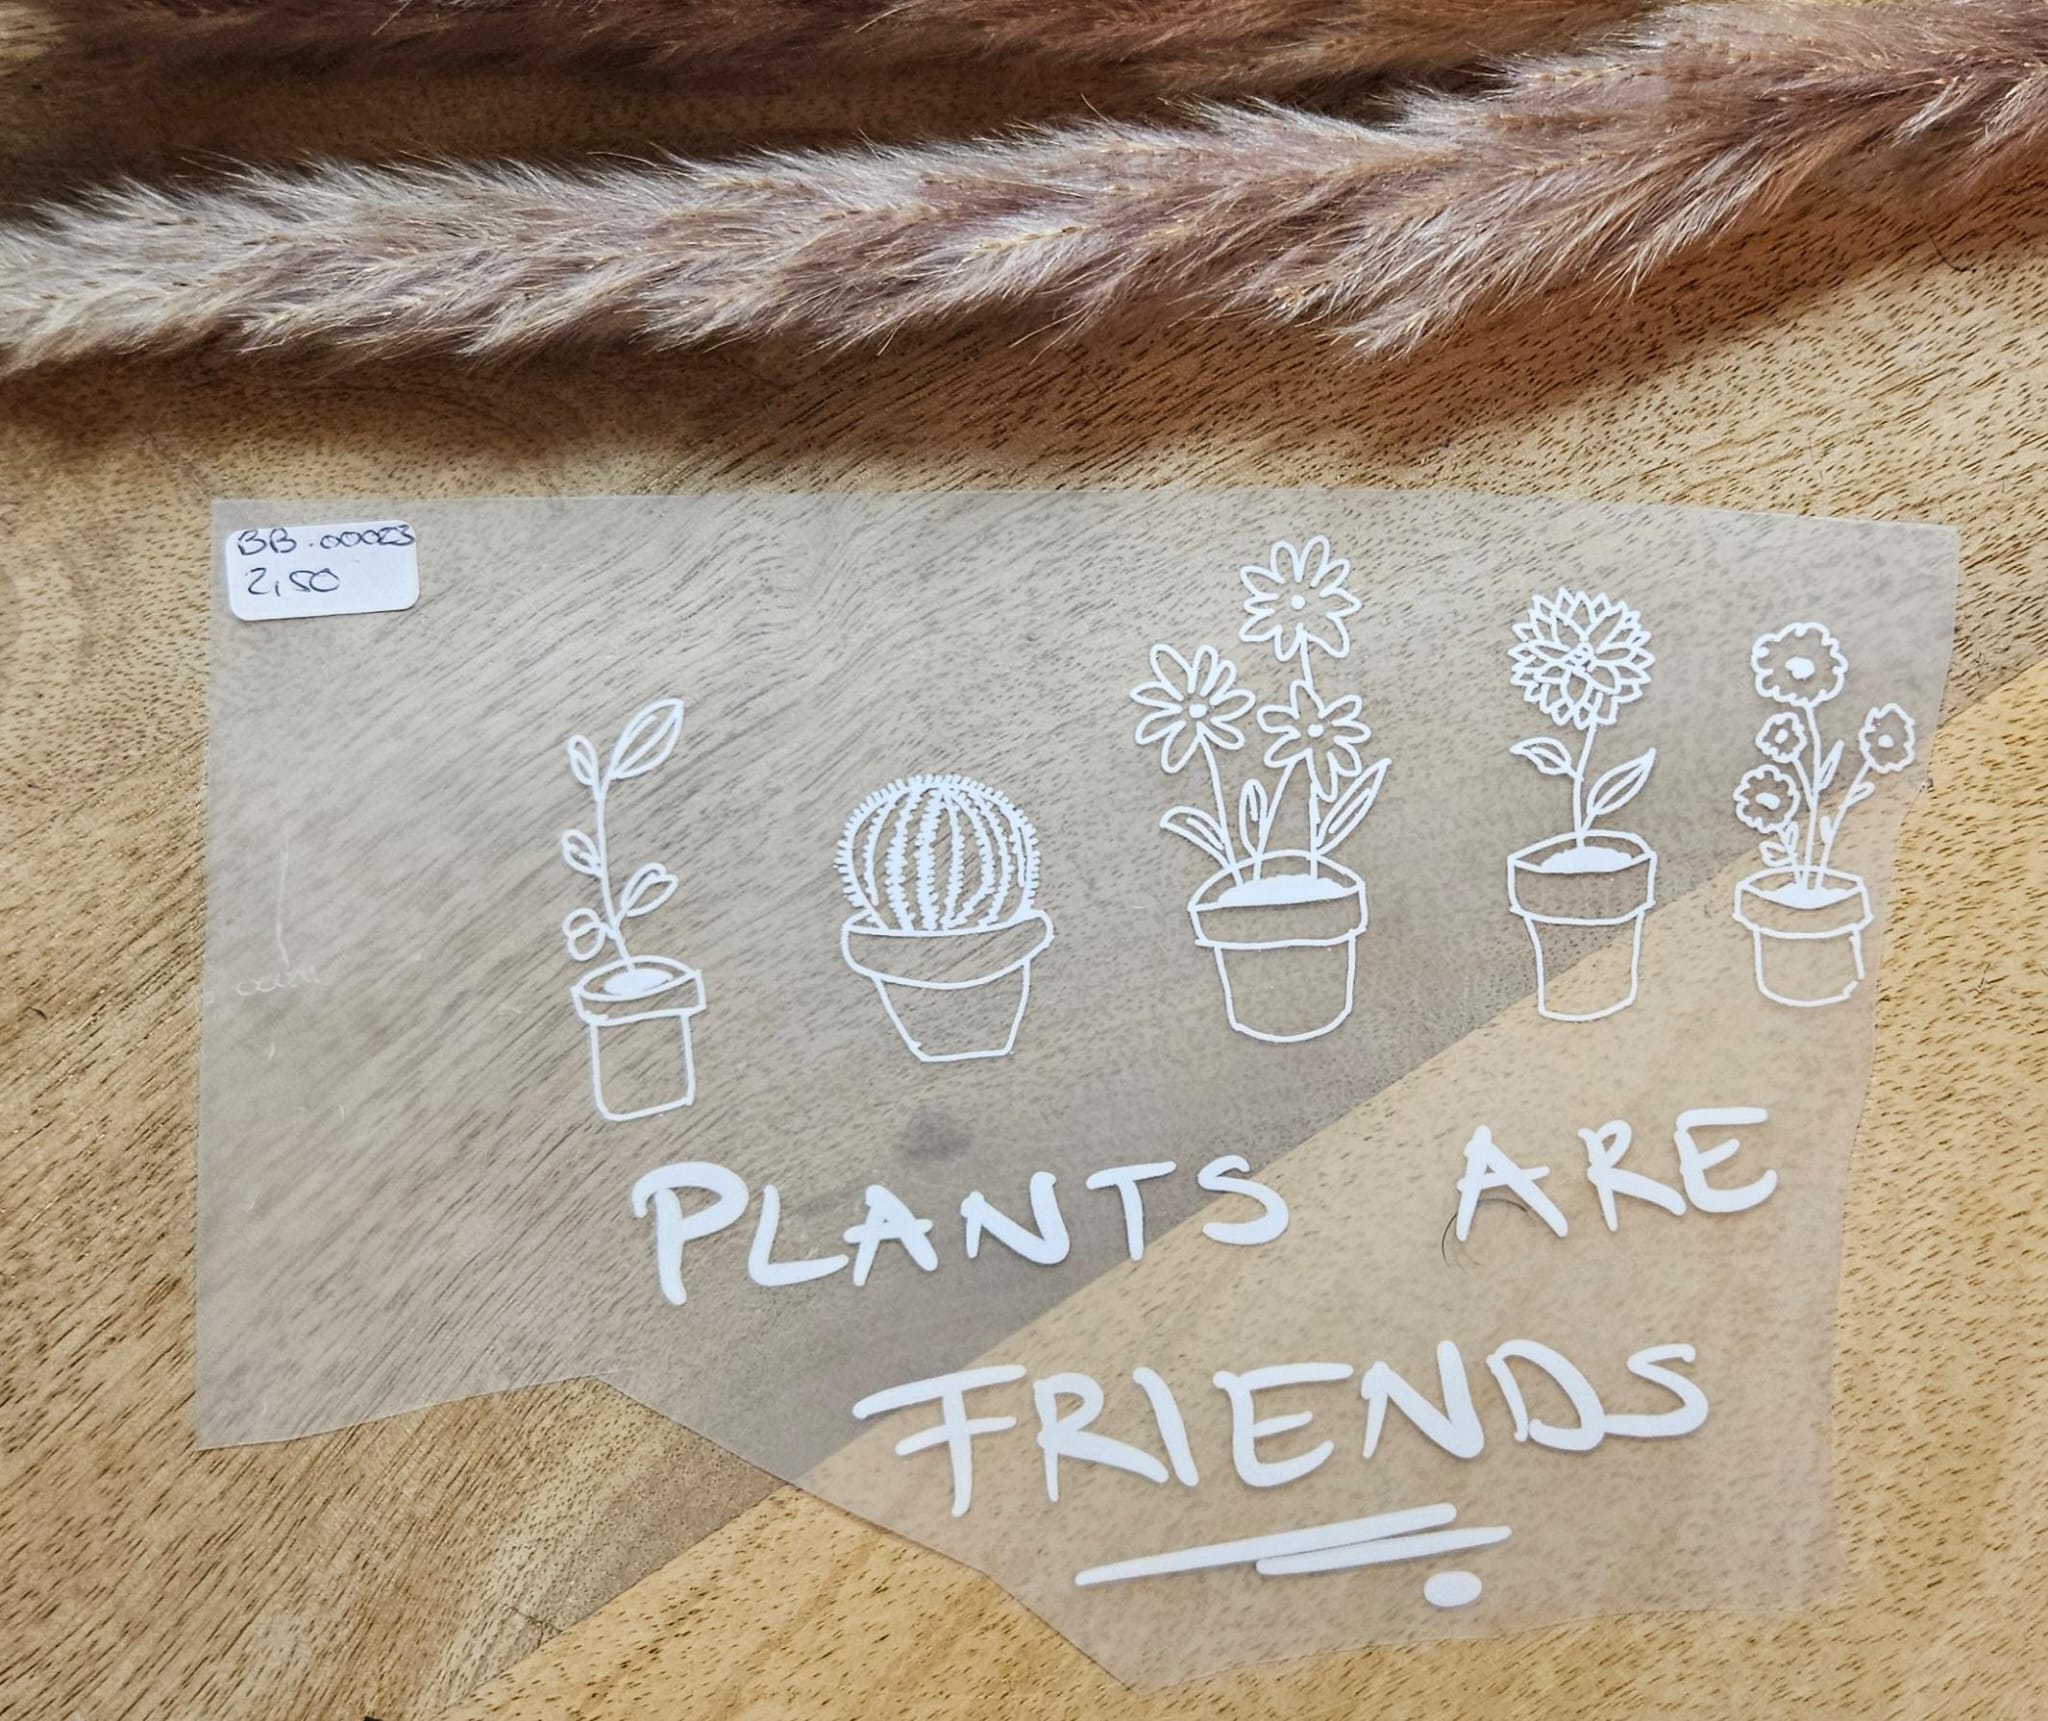 BB.00023
2,50
PLANTS ARE
FRIENDS